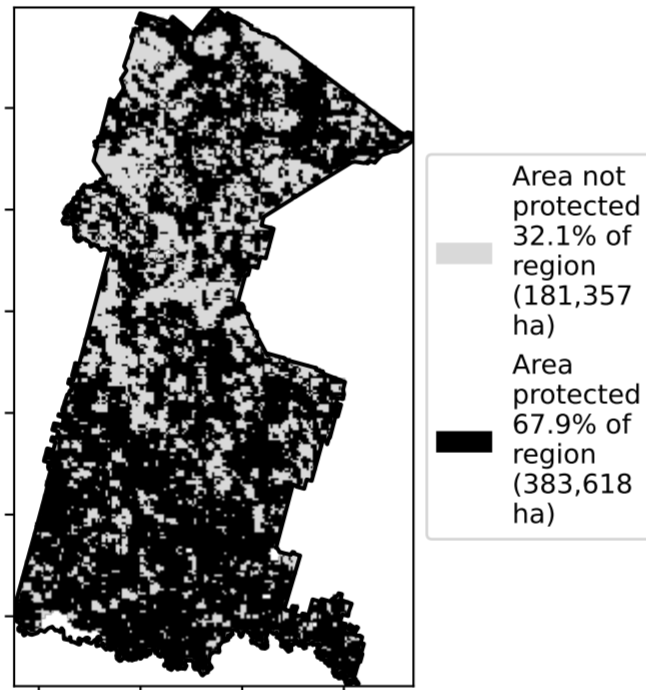 Area not
protected
32.1% of
region
(181,357
ha)
Area
protected
67.9% of
region
(383,618
ha)